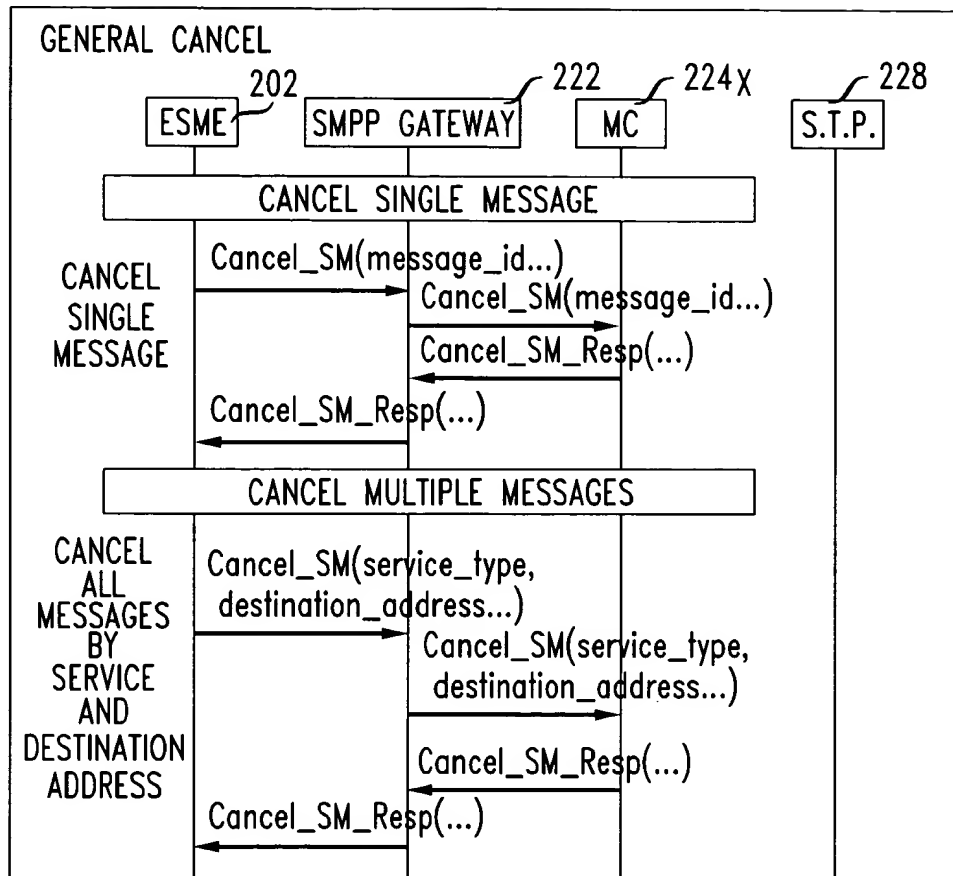 GENERAL CANCEL
202
222
224X
228
ESME
SMPP GATEWAY
MC
S.T.P.
CANCEL SINGLE MESSAGE
CANCEL
SINGLE
MESSAGE
Cancel_SM(message_id...)
Cancel_SM(message_id...)
Cancel_SM_Resp(...)
Cancel_SM_Resp(...)
CANCEL MULTIPLE MESSAGES
CANCEL
ALL
MESSAGES
BY
SERVICE
AND
DESTINATION
ADDRESS
Cancel_SM(service_type,
destination_address...)
Cancel_SM(service_type,
destination_address...)
Cancel_SM_Resp(...)
Cancel_SM_Resp(...)